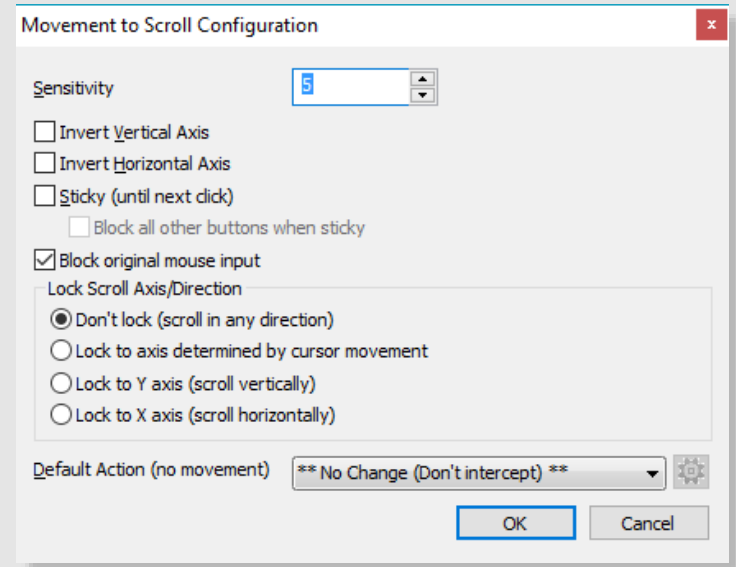 Movement to Scroll Configuration
x
Sensitivity 5
Invert Vertical Axis
Invert Horizontal Axis
Sticky (until next click)
Block all other buttons when sticky
Block original mouse input
Lock Scroll Axis/Direction
Don't lock (scroll in any direction)
Lock to axis determined by cursor movement
Lock to Y axis (scroll vertically)
Lock to X axis (scroll horizontally)
Default Action (no movement) ** No Change (Don't intercept) **
OK Cancel